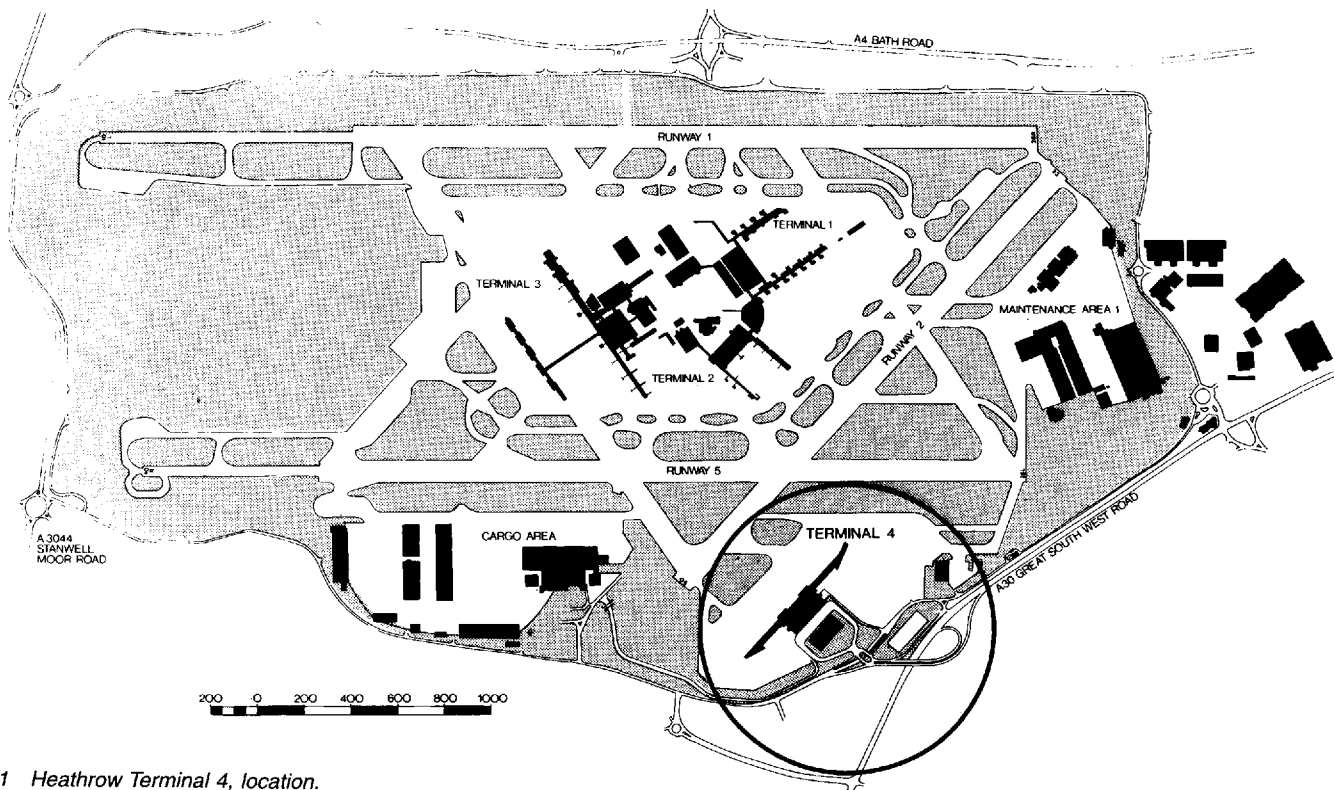 A4 BATH ROAD
RUNWAY 1
TERMINAL 1
TERMINAL 3
MAINTENANCE AREA 1
RUNWAY 2
TERMINAL 2
RUNWAY 5
A 3044
STANWELL
MOOR ROAD
CARGO AREA
TERMINAL 4
A30 GREAT SOUTH WEST ROAD
200 0 200 400 600 800 1000
1 Heathrow Terminal 4, location.